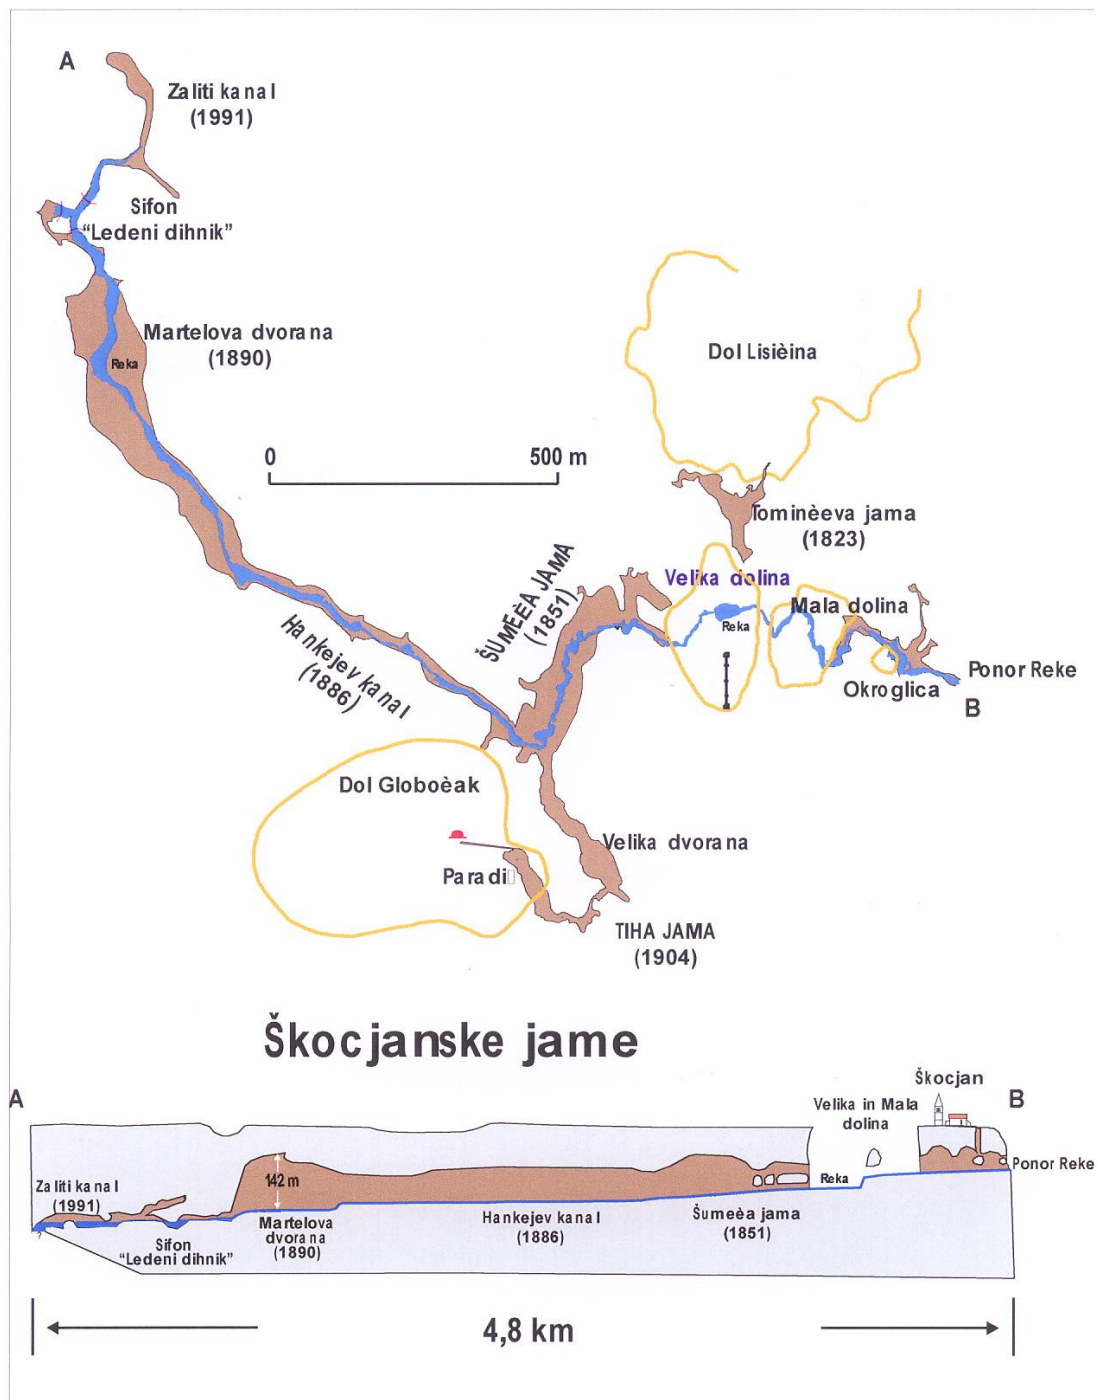 A
Zaliti kanal
(1991)
Sifon
“Ledeni dihnik”
Martelova dvorana
(1890)
Reka
Dol Lisièina
0
500 m
Tominèeva jama
(1823)
ŠUMEèA JAMA
(1851)
Velika dolina
Mala dolina
Reka
Hankejev kanal
(1886)
Ponor Reke
Okroglica
B
Dol Globoèak
Velika dvorana
Paradi▯
TIHA JAMA
(1904)
Škocjanske jame
Škocjan
A
B
Velika in Mala
dolina
Ponor Reke
Zaliti kanal
(1991)
142 m
Reka
Sifon
“Ledeni dihnik”
Martelova
dvorana
(1890)
Hankejev kanal
(1886)
Šumeèa jama
(1851)
4,8 km